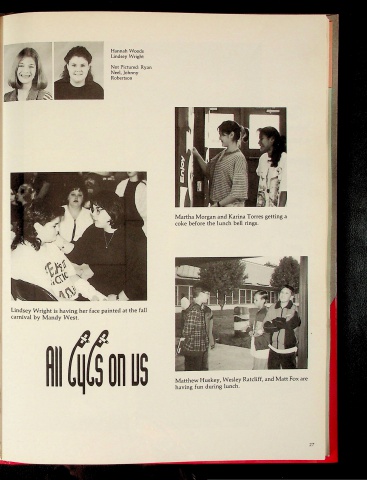 Hannah Woods
Lindsey Wright
Not Pictured: Ryan
Neel, Johnny
Robertson
Enjoy
Martha Morgan and Karina Torres getting a
coke before the lunch bell rings.
Lindsey Wright is having her face painted at the fall
carnival by Mandy West.
All Eyes on us
Matthew Huskey, Wesley Ratcliff, and Matt Fox are
having fun during lunch.
27